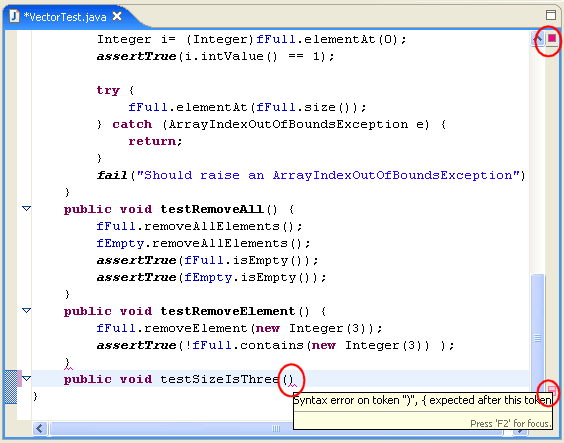 *VectorTest.java
Integer i= (Integer)fFull.elementAt(0);
assertTrue(i.intValue() == 1);
try {
fFull.elementAt(fFull.size());
} catch (ArrayIndexOutOfBoundsException e) {
return;
}
fail("Should raise an ArrayIndexOutOfBoundsException")
}
public void testRemoveAll() {
fFull.removeAllElements();
fEmpty.removeAllElements();
assertTrue(fFull.isEmpty());
assertTrue(fEmpty.isEmpty());
}
public void testRemoveElement() {
fFull.removeElement(new Integer(3));
assertTrue(!fFull.contains(new Integer(3)) );
}
public void testSizeIsThree()
}
Syntax error on token ")", { expected after this token
Press 'F2' for focus.